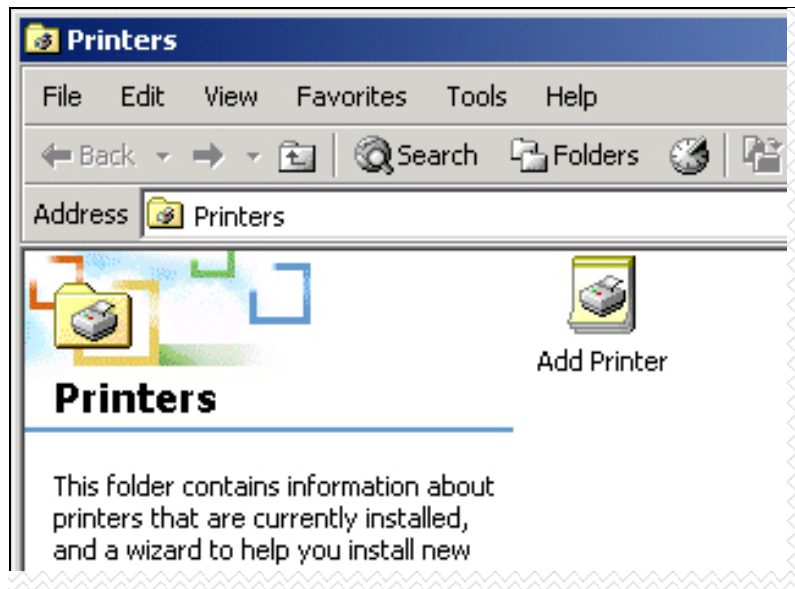 Printers
File Edit View Favorites Tools Help
Back Search Folders
Address Printers
Add Printer
Printers
This folder contains information about
printers that are currently installed,
and a wizard to help you install new